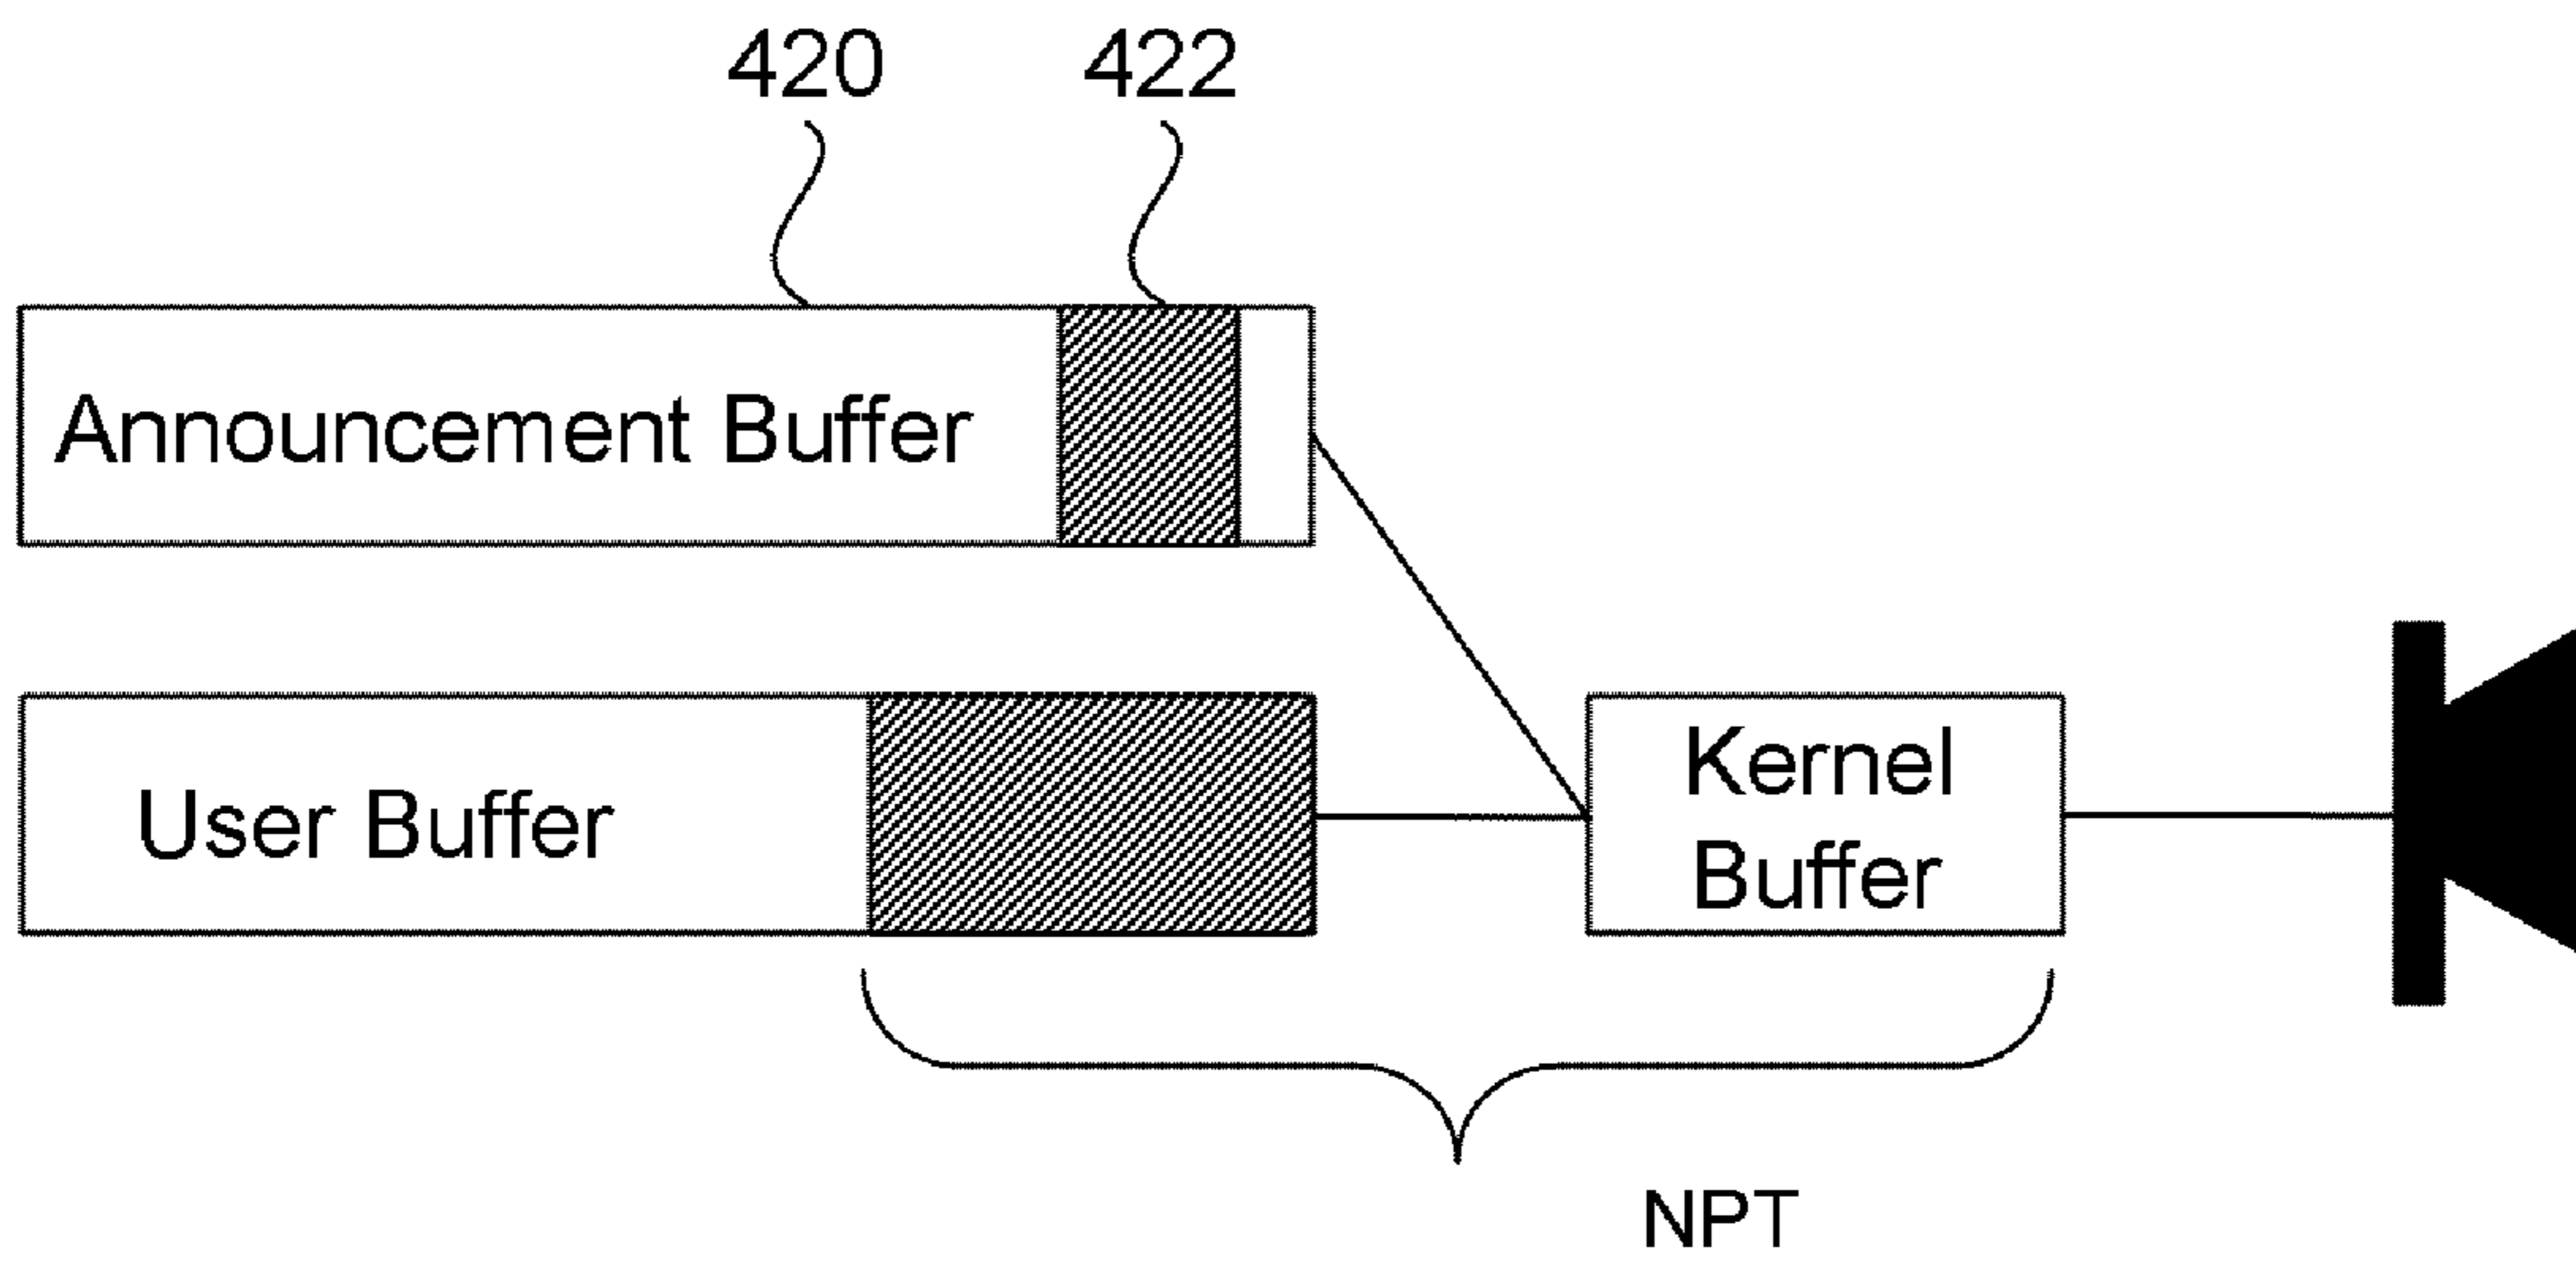 420 422
Announcement Buffer
User Buffer
Kernel
Buffer
NPT